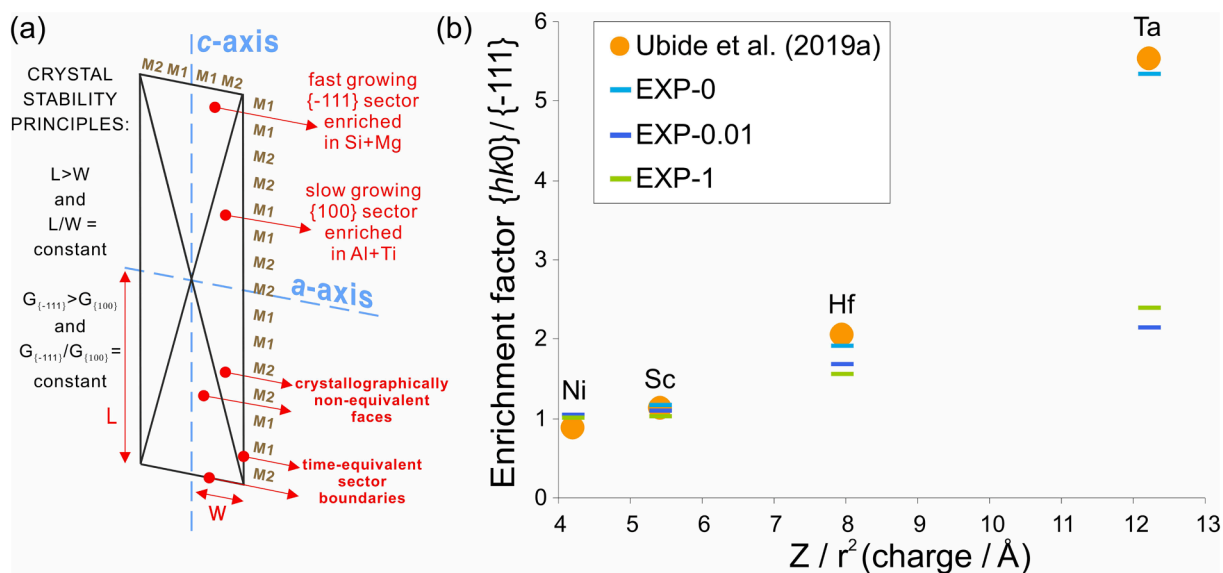 (a)
c-axis
M2 M1 M1 M2
CRYSTAL
STABILITY
PRINCIPLES:
L>W
and
L/W =
constant
G{-111}>G{100}
and
G{-111}/G{100}=
constant
L
W
a-axis
fast growing
{-111} sector
enriched
in Si+Mg
slow growing
{100} sector
enriched
in Al+Ti
crystallographically
non-equivalent
faces
time-equivalent
sector
boundaries
M1
M1
M2
M2
M1
M1
M2
M2
M1
M1
M2
M2
M1
M1
M2
(b)
Enrichment factor {hk0}/{-111}
6
5
4
3
2
1
0
Ubide et al. (2019a)
EXP-0
EXP-0.01
EXP-1
Ni
Sc
Hf
Ta
4 5 6 7 8 9 10 11 12 13
Z / r² (charge / Å)